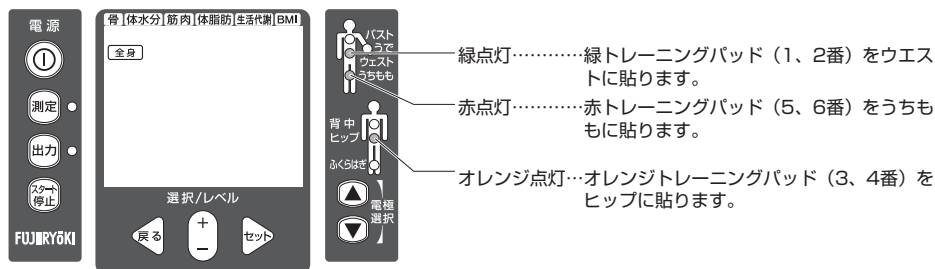 電源
測定
出力
スタート
停止
FUJIIRYōKI
骨 体水分 筋肉 体脂肪 生活代謝 BMI
全身
選択/レベル
戻る
+
−
セット
バスト
うで
ウェスト
うちもも
背中
ヒップ
ふくらはぎ
電極
選択
緑点灯…………緑トレーニングパッド（1、2番）をウエス
トに貼ります。
赤点灯…………赤トレーニングパッド（5、6番）をうちも
もに貼ります。
オレンジ点灯…オレンジトレーニングパッド（3、4番）を
ヒップに貼ります。